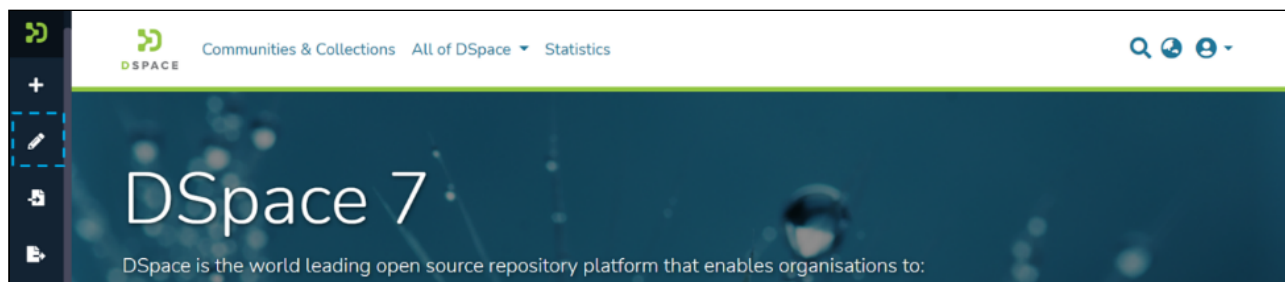 DSPACE
Communities & Collections All of DSpace Statistics
DSpace 7
DSpace is the world leading open source repository platform that enables organisations to: